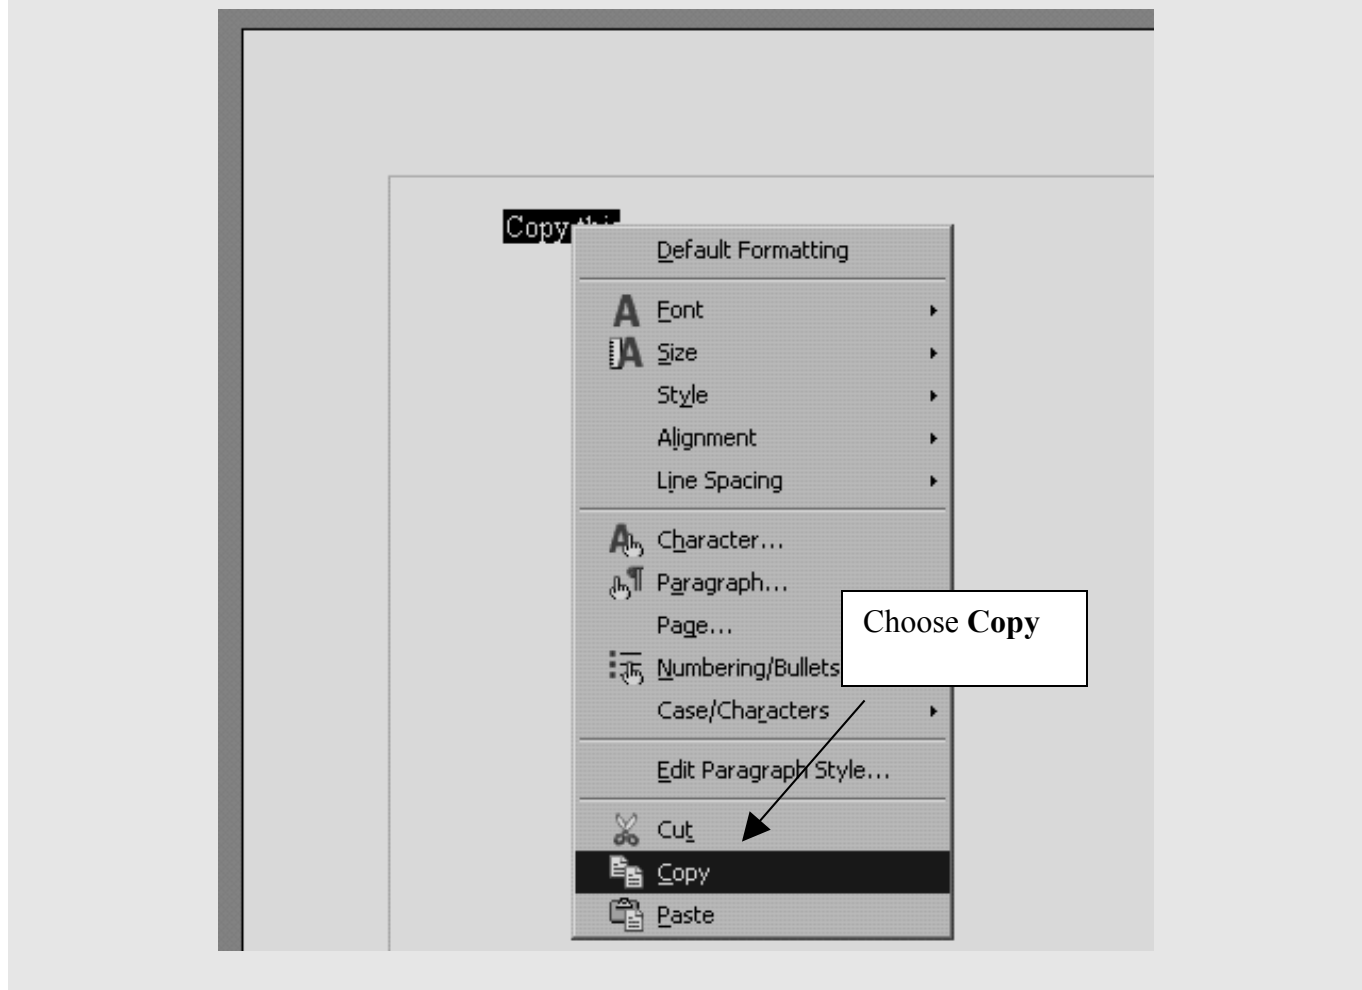 Copy
Default Formatting
Font
Size
Style
Alignment
Line Spacing
Character...
Paragraph...
Page...
Numbering/Bullets
Case/Characters
Edit Paragraph Style...
Cut
Copy
Paste
Choose Copy